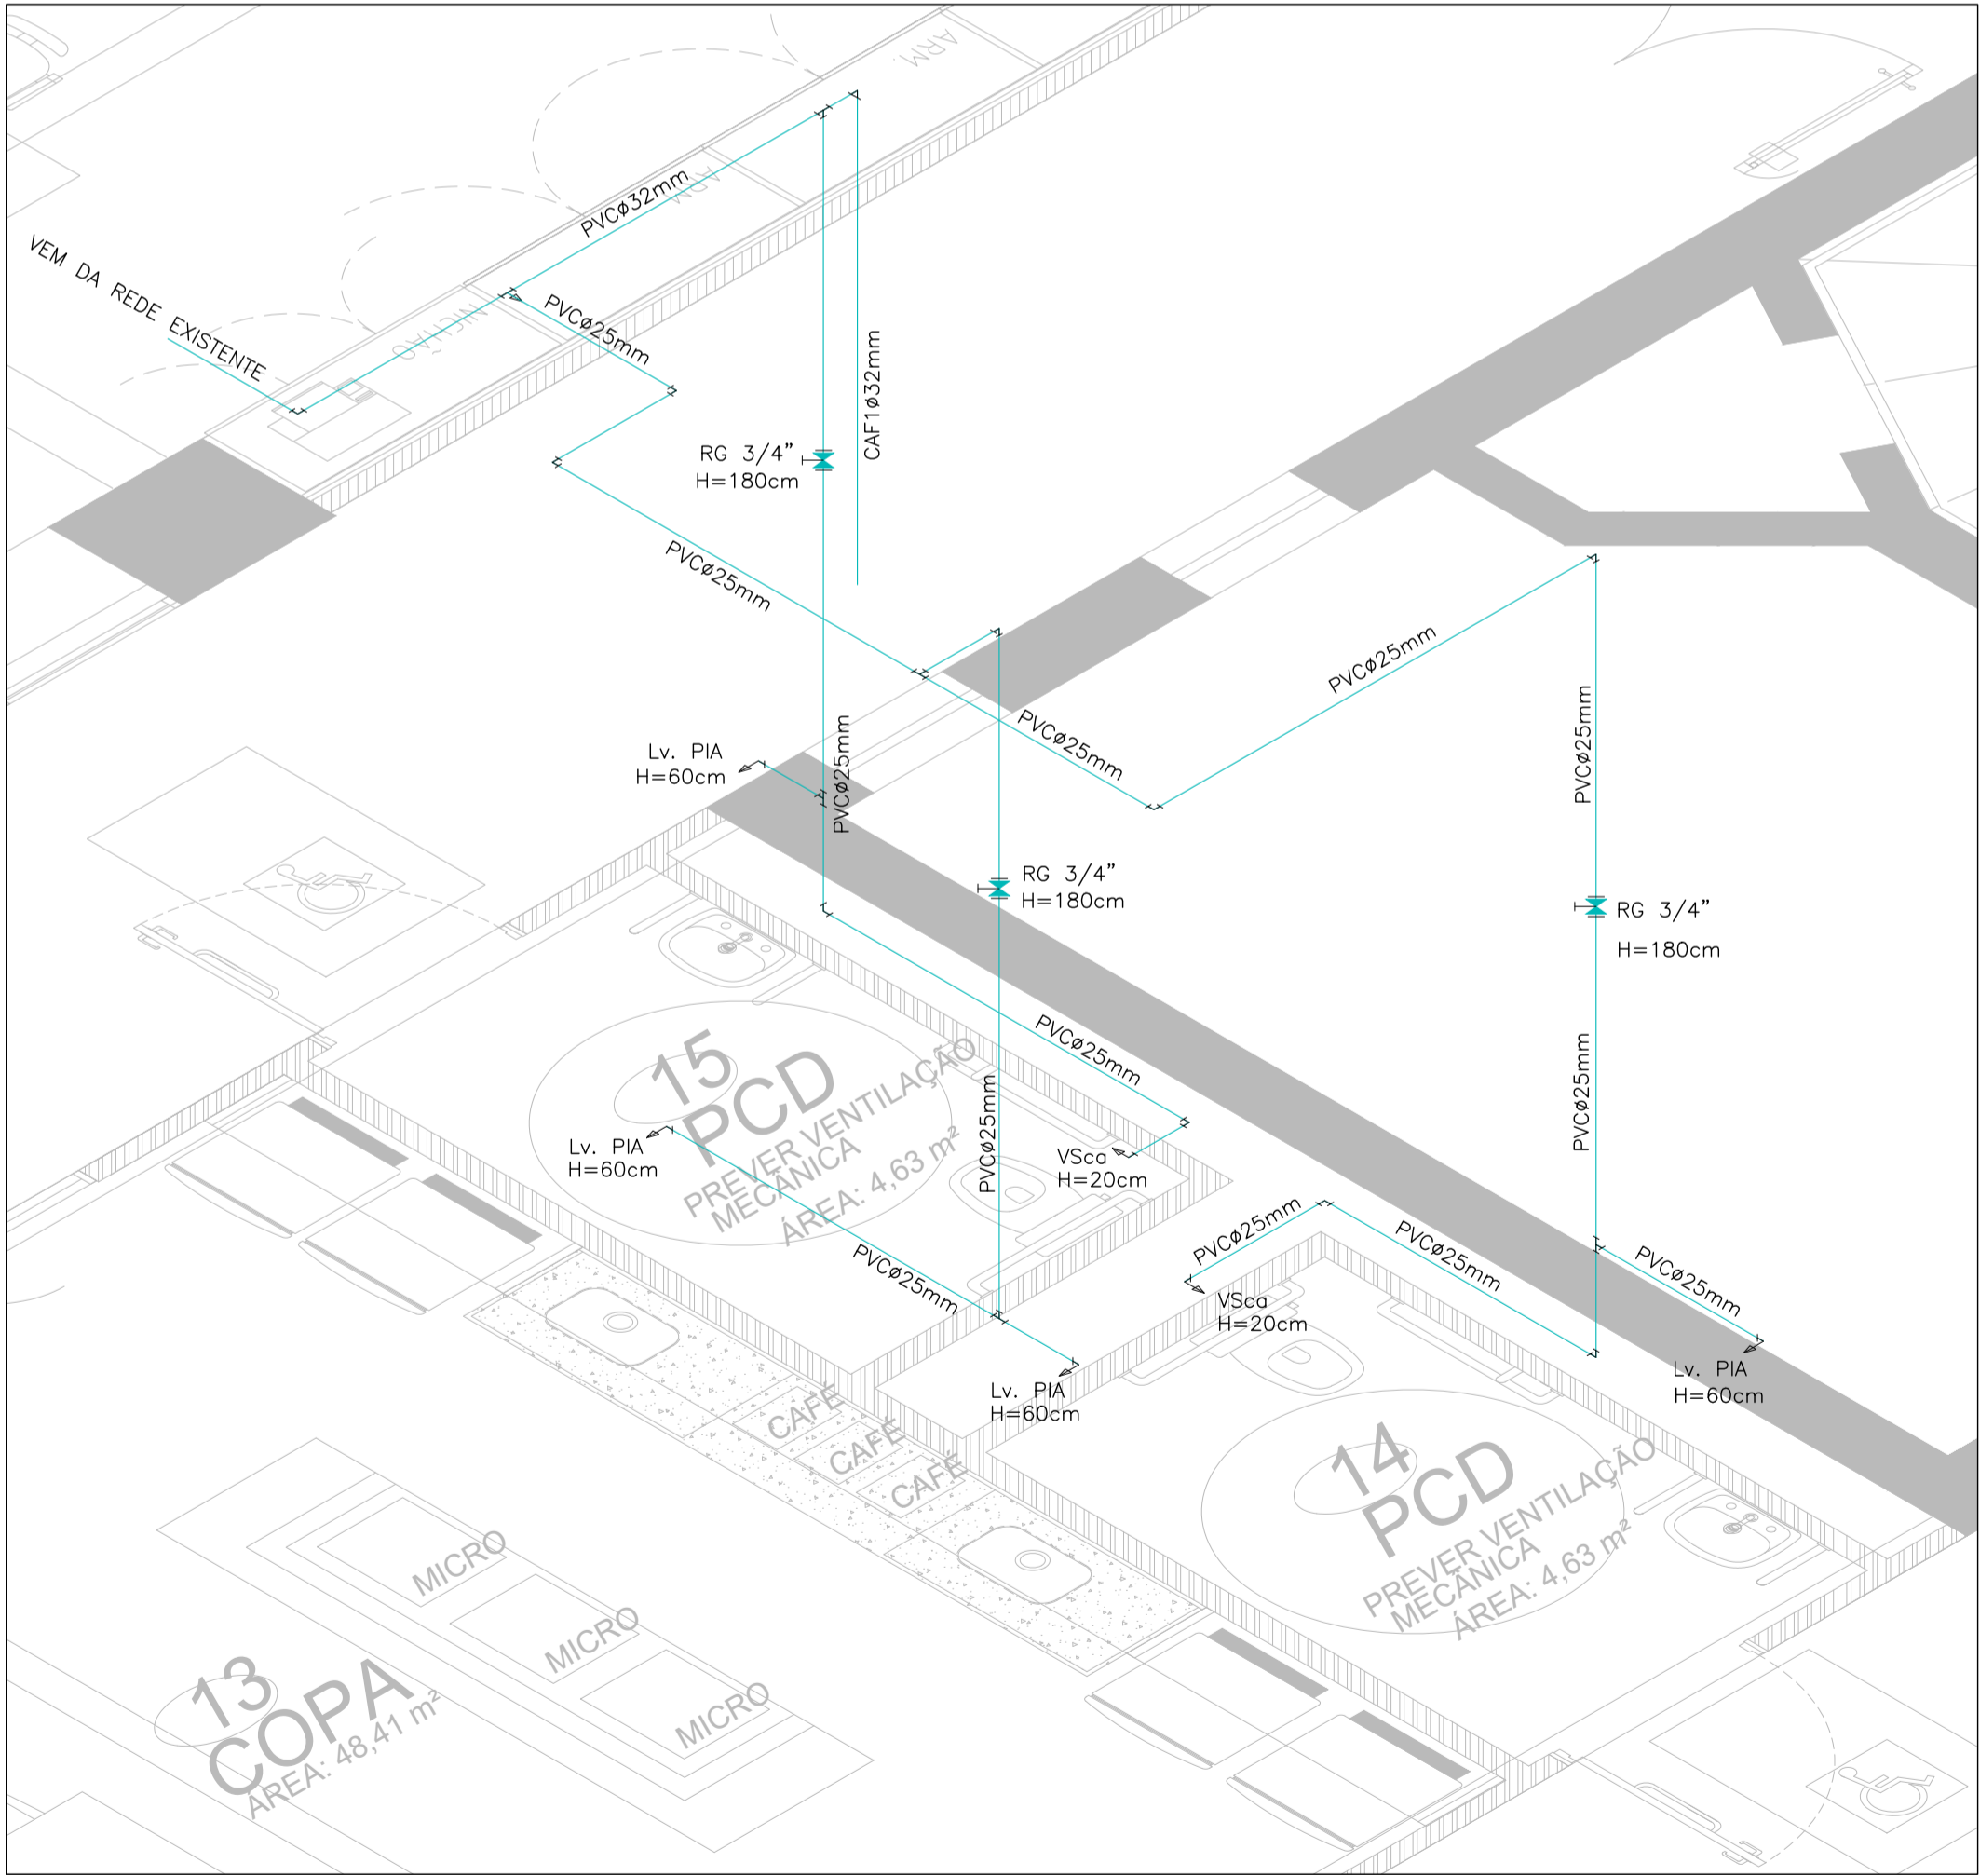 ARM.
ARM.
PVCø32mm
VEM DA REDE EXISTENTE
NICHÃO
PVCø25mm
CAF1ø32mm
RG 3/4"
H=180cm
PVCø25mm
PVCø25mm
PVCø25mm
PVCø25mm
PVCø25mm
Lv. PIA
H=60cm
RG 3/4"
H=180cm
RG 3/4"
H=180cm
15
PCD
PREVER VENTILAÇÃO
MECÂNICA
ÁREA: 4,63 m²
PVCø25mm
PVCø25mm
PVCø25mm
Lv. PIA
H=60cm
VSca
H=20cm
PVCø25mm
PVCø25mm
PVCø25mm
PVCø25mm
VSca
H=20cm
Lv. PIA
H=60cm
Lv. PIA
H=60cm
CAFÉ
CAFÉ
CAFÉ
14
PCD
PREVER VENTILAÇÃO
MECÂNICA
ÁREA: 4,63 m²
MICRO
MICRO
MICRO
13
COPA
ÁREA: 48,41 m²